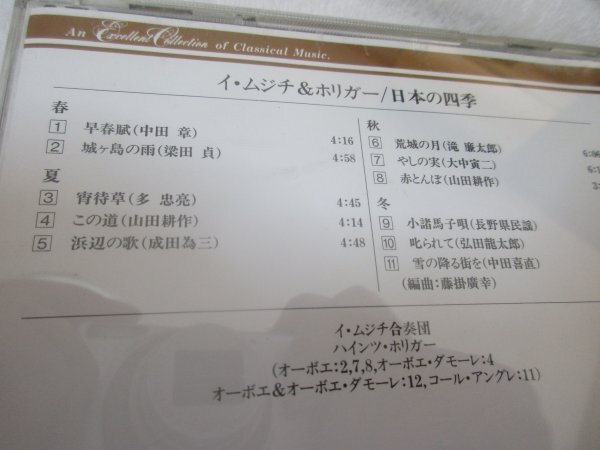 An Excellent Collection of Classical Music.
イ・ムジチ&ホリガー/日本の四季
春
1 早春賦(中田 章) 4:16
2 城ヶ島の雨(梁田 貞) 4:58
夏
3 宵待草(多 忠亮) 4:45
4 この道(山田耕作) 4:14
5 浜辺の歌(成田為三) 4:48
秋
6 荒城の月(滝 廉太郎) 6:06
7 やしの実(大中寅二)
8 赤とんぼ(山田耕作)
冬
9 小諸馬子唄(長野県民謡)
10 叱られて(弘田龍太郎)
11 雪の降る街を(中田喜直)
(編曲:藤掛廣幸)
イ・ムジチ合奏団
ハインツ・ホリガー
(オーボエ:2,7,8,オーボエ・ダモーレ:4
オーボエ&オーボエ・ダモーレ:12,コール・アングレ:11)